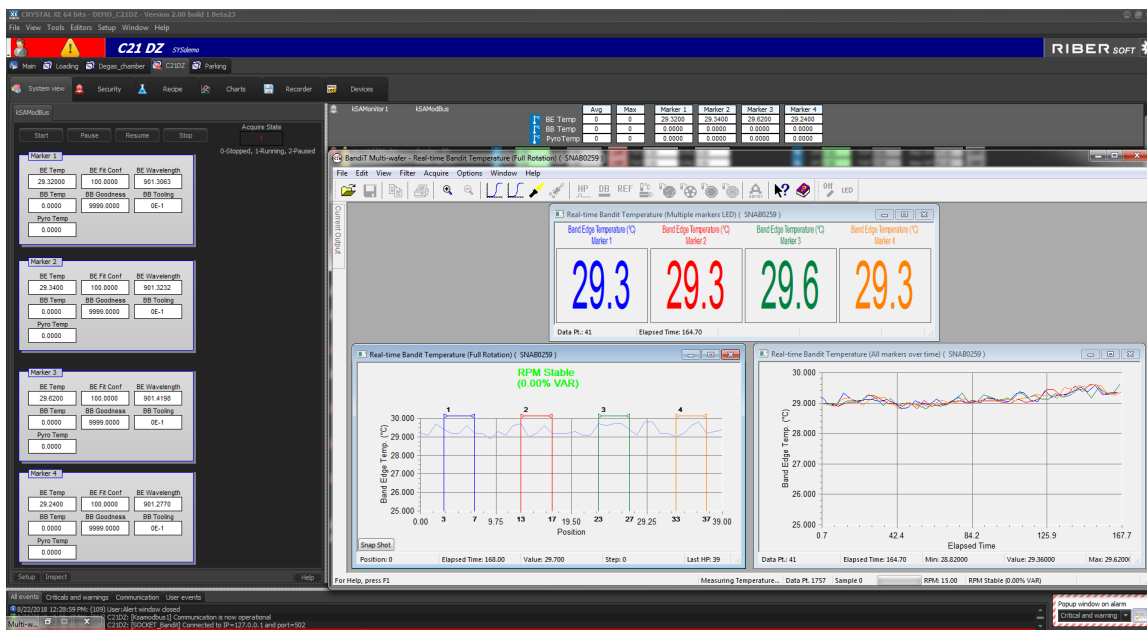 CRYSTAL XE 64 bits - DEMO_C21DZ - Version 2.00 build 1 Beta23
File View Tools Editors Setup Window Help
C21 DZ SYSdemo
RIBER SOFT
Main Loading Degas_chamber C21DZ Parking
System view Security Recipe Charts Recorder Devices
kSAModBus
Start Pause Resume Stop
Acquire State
0-Stopped, 1-Running, 2-Paused
Marker 1
BE Temp BE Fit Conf BE Wavelength
29.32000 100.0000 901.3063
BB Temp BB Goodness BB Tooling
0.0000 9999.0000 0E-1
Pyro Temp
0.0000
Marker 2
BE Temp BE Fit Conf BE Wavelength
29.3400 100.0000 901.3232
BB Temp BB Goodness BB Tooling
0.0000 9999.0000 0E-1
Pyro Temp
0.0000
Marker 3
BE Temp BE Fit Conf BE Wavelength
29.6200 100.0000 901.4198
BB Temp BB Goodness BB Tooling
0.0000 9999.0000 0E-1
Pyro Temp
0.0000
Marker 4
BE Temp BE Fit Conf BE Wavelength
29.2400 100.0000 901.2770
BB Temp BB Goodness BB Tooling
0.0000 9999.0000 0E-1
Pyro Temp
0.0000
Setup Inspect Help
kSAMonitor1 kSAModBus
Avg Max Marker 1 Marker 2 Marker 3 Marker 4
BE Temp 0 0 29.3200 29.3400 29.6200 29.2400
BB Temp 0 0 0.0000 0.0000 0.0000 0.0000
PyroTemp 0 0 0.0000 0.0000 0.0000 0.0000
BandiT Multi-wafer - Real-time Bandit Temperature (Full Rotation) ( SNAB0259 )
File Edit View Filter Acquire Options Window Help
HP DB REF Off LED
Current Output
Real-time Bandit Temperature (Multiple markers LED) ( SNAB0259 )
Band Edge Temperature (°C) Band Edge Temperature (°C) Band Edge Temperature (°C) Band Edge Temperature (°C)
Marker 1 Marker 2 Marker 3 Marker 4
29.3 29.3 29.6 29.3
Data Pt.: 41 Elapsed Time: 164.70
Real-time Bandit Temperature (Full Rotation) ( SNAB0259 )
RPM Stable
(0.00% VAR)
1 2 3 4
30.000
29.000
28.000
27.000
26.000
25.000
Band Edge Temp. (°C)
0.00 3 7 9.75 13 17 19.50 23 27 29.25 33 37 39.00
Position
Snap Shot
Position: 0 Elapsed Time: 168.00 Value: 29.700 Step: 0 Last HP: 39
Real-time Bandit Temperature (All markers over time) ( SNAB0259 )
30.000
29.000
28.000
27.000
26.000
25.000
Band Edge Temp. (°C)
0.7 42.4 84.2 125.9 167.7
Elapsed Time
Data Pt.: 41 Elapsed Time: 164.70 Min: 28.82000 Value: 29.36000 Max: 29.62000
For Help, press F1 Measuring Temperature... Data Pt. 1757 Sample 0 RPM: 15.00 RPM Stable (0.00% VAR)
All events Criticals and warnings Communication User events
8/22/2018 12:28:59 PM: (109) User:Alert window closed
C21DZ: [Ksamodbus1] Communication is now operational
C21DZ: [SOCKET_Bandit] Connected to IP=127.0.0.1 and port=502
Multi-w...
Popup window on alarm
Critical and warning